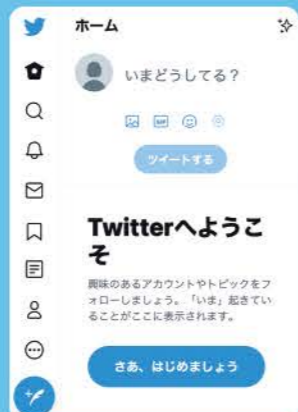 ホーム
いまどうしてる？
GIF
ツイートする
Twitterへようこ
そ
興味のあるアカウントやトピックをフ
ォローしましょう。「いま」起きてい
ることがここに表示されます。
さあ、はじめましょう